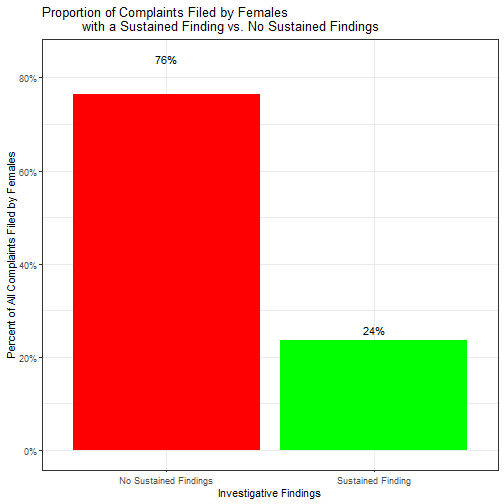 Proportion of Complaints Filed by Females
with a Sustained Finding vs. No Sustained Findings
76%
80%
60%
40%
24%
20%
0%
Percent of All Complaints Filed by Females
No Sustained Findings
Sustained Finding
Investigative Findings